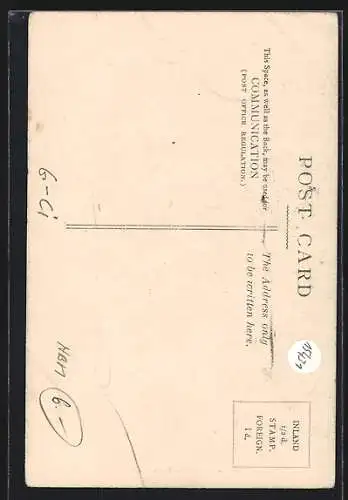 POST CARD
This Space, as well as the Back, may be used for
COMMUNICATION
(POST OFFICE REGULATION.)
The Address only
to be written here.
INLAND
1/2 d.
STAMP.
FOREIGN.
1d.
G-Ci
6.-